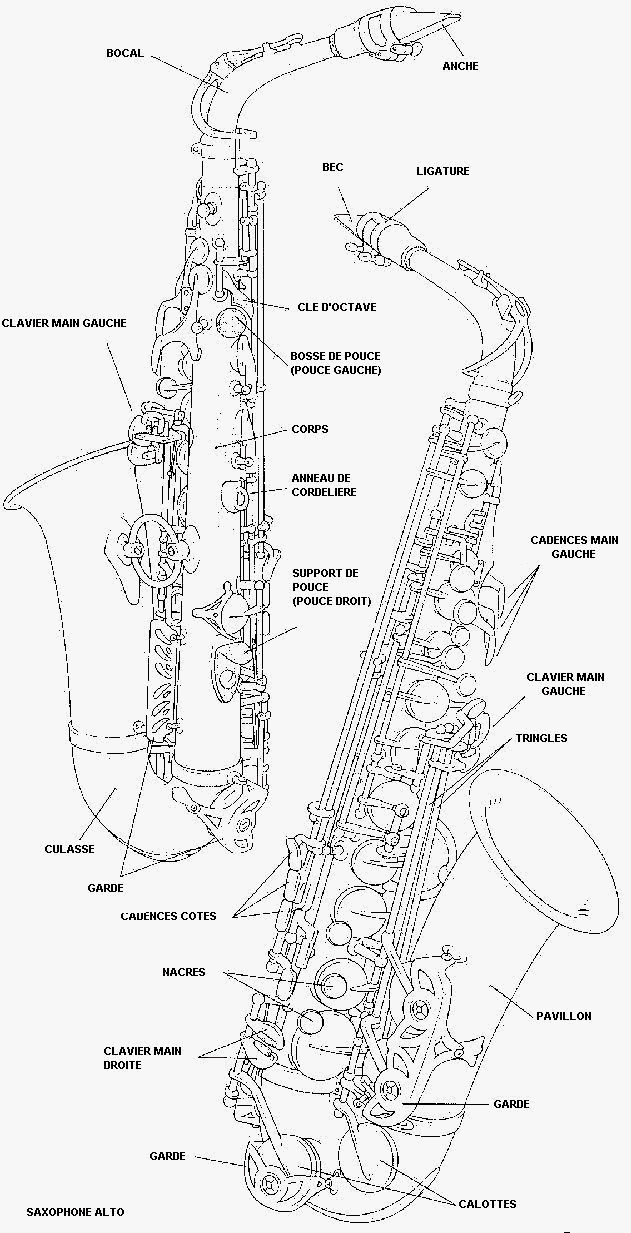 BOCAL
ANCHE
BEC
LIGATURE
CLE D'OCTAVE
CLAVIER MAIN GAUCHE
BOSSE DE POUCE
(POUCE GAUCHE)
CORPS
ANNEAU DE
CORDELIERE
CADENCES MAIN
GAUCHE
SUPPORT DE
POUCE
(POUCE DROIT)
CLAVIER MAIN
GAUCHE
TRINGLES
CULASSE
GARDE
CADENCES COTES
NACRES
PAVILLON
CLAVIER MAIN
DROITE
GARDE
GARDE
CALOTTES
SAXOPHONE ALTO